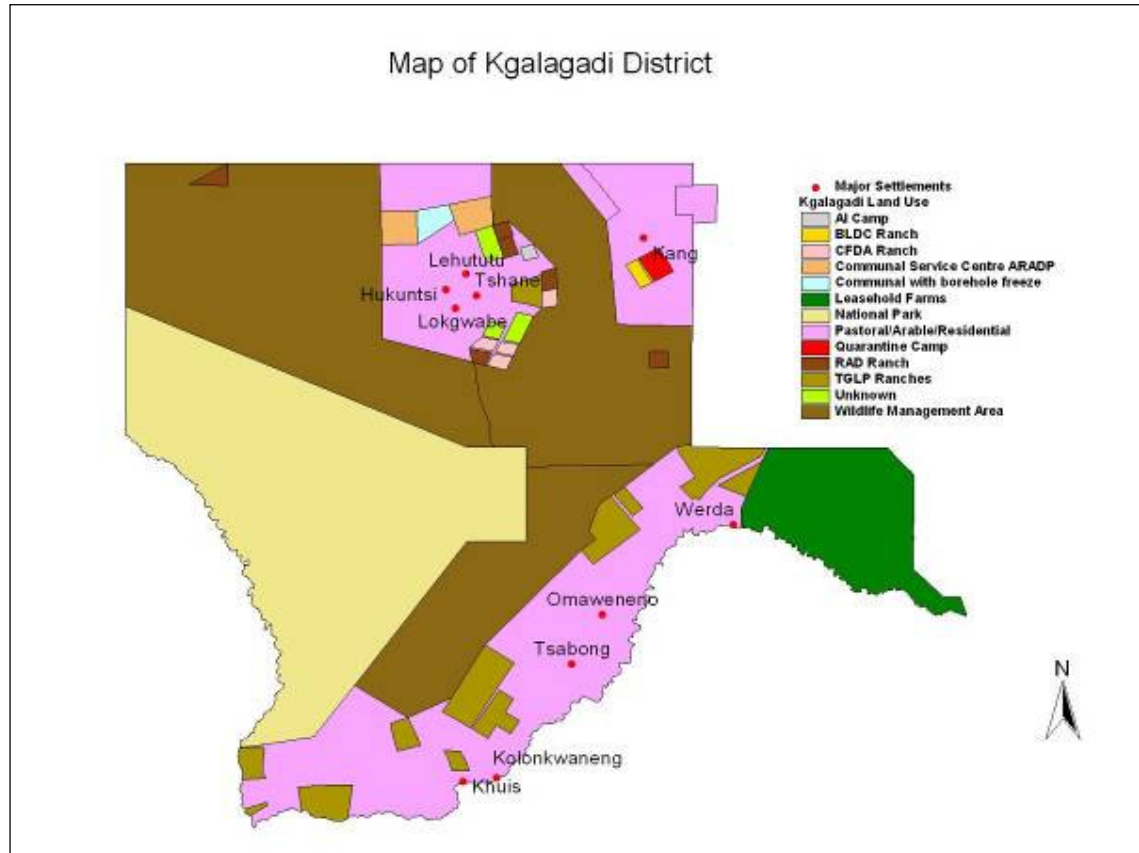 Map of Kgalagadi District
Major Settlements
Kgalagadi Land Use
AI Camp
BLDC Ranch
CFDA Ranch
Communal Service Centre ARADP
Communal with borehole freeze
Leasehold Farms
National Park
Pastoral/Arable/Residential
Quarantine Camp
RAD Ranch
TGLP Ranches
Unknown
Wildlife Management Area
Kang
Lehututu
Tshane
Hukuntsi
Lokgwabe
Werda
Omaweneno
Tsabong
Kolonkwaneng
Khuis
N